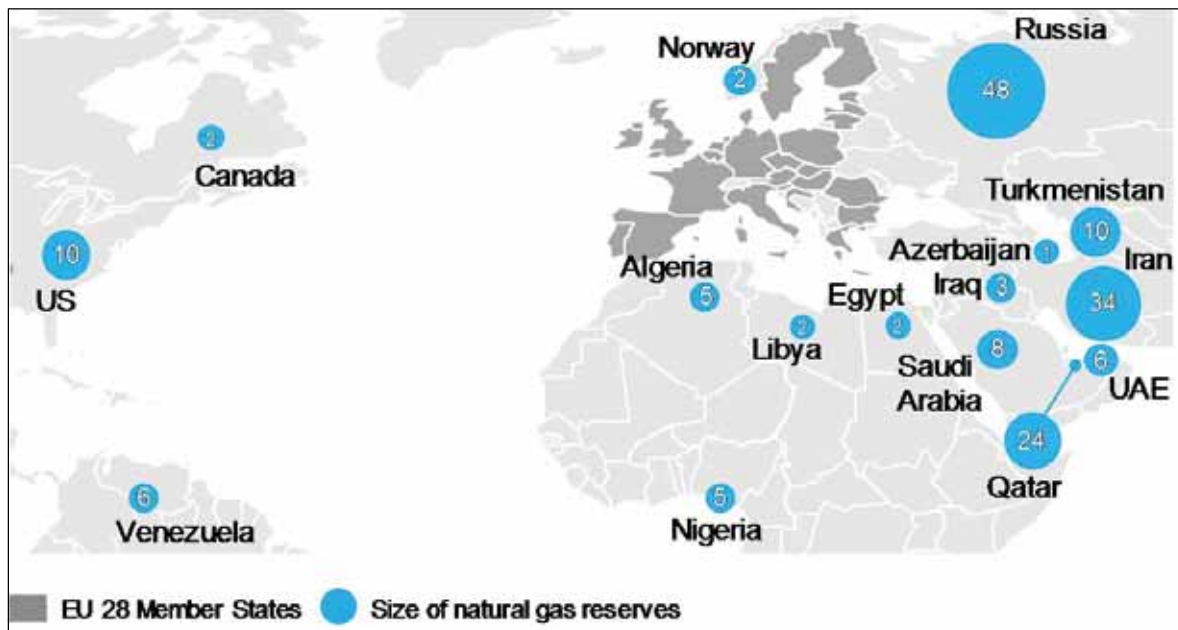 Russia
48
Norway
2
2
Canada
Turkmenistan
10
10
US
Azerbaijan
1
Iran
Algeria
5
Egypt
2
Iraq
3
34
2
Libya
8
Saudi
Arabia
6
UAE
24
Qatar
6
Venezuela
5
Nigeria
EU 28 Member States
Size of natural gas reserves